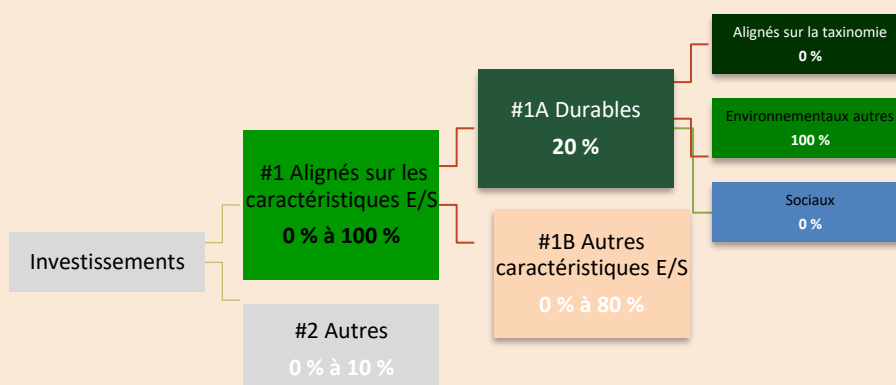 Investissements
#1 Alignés sur les
caractéristiques E/S
0 % à 100 %
#2 Autres
0 % à 10 %
#1A Durables
20 %
#1B Autres
caractéristiques E/S
0 % à 80 %
Alignés sur la taxinomie
0 %
Environnementaux autres
100 %
Sociaux
0 %